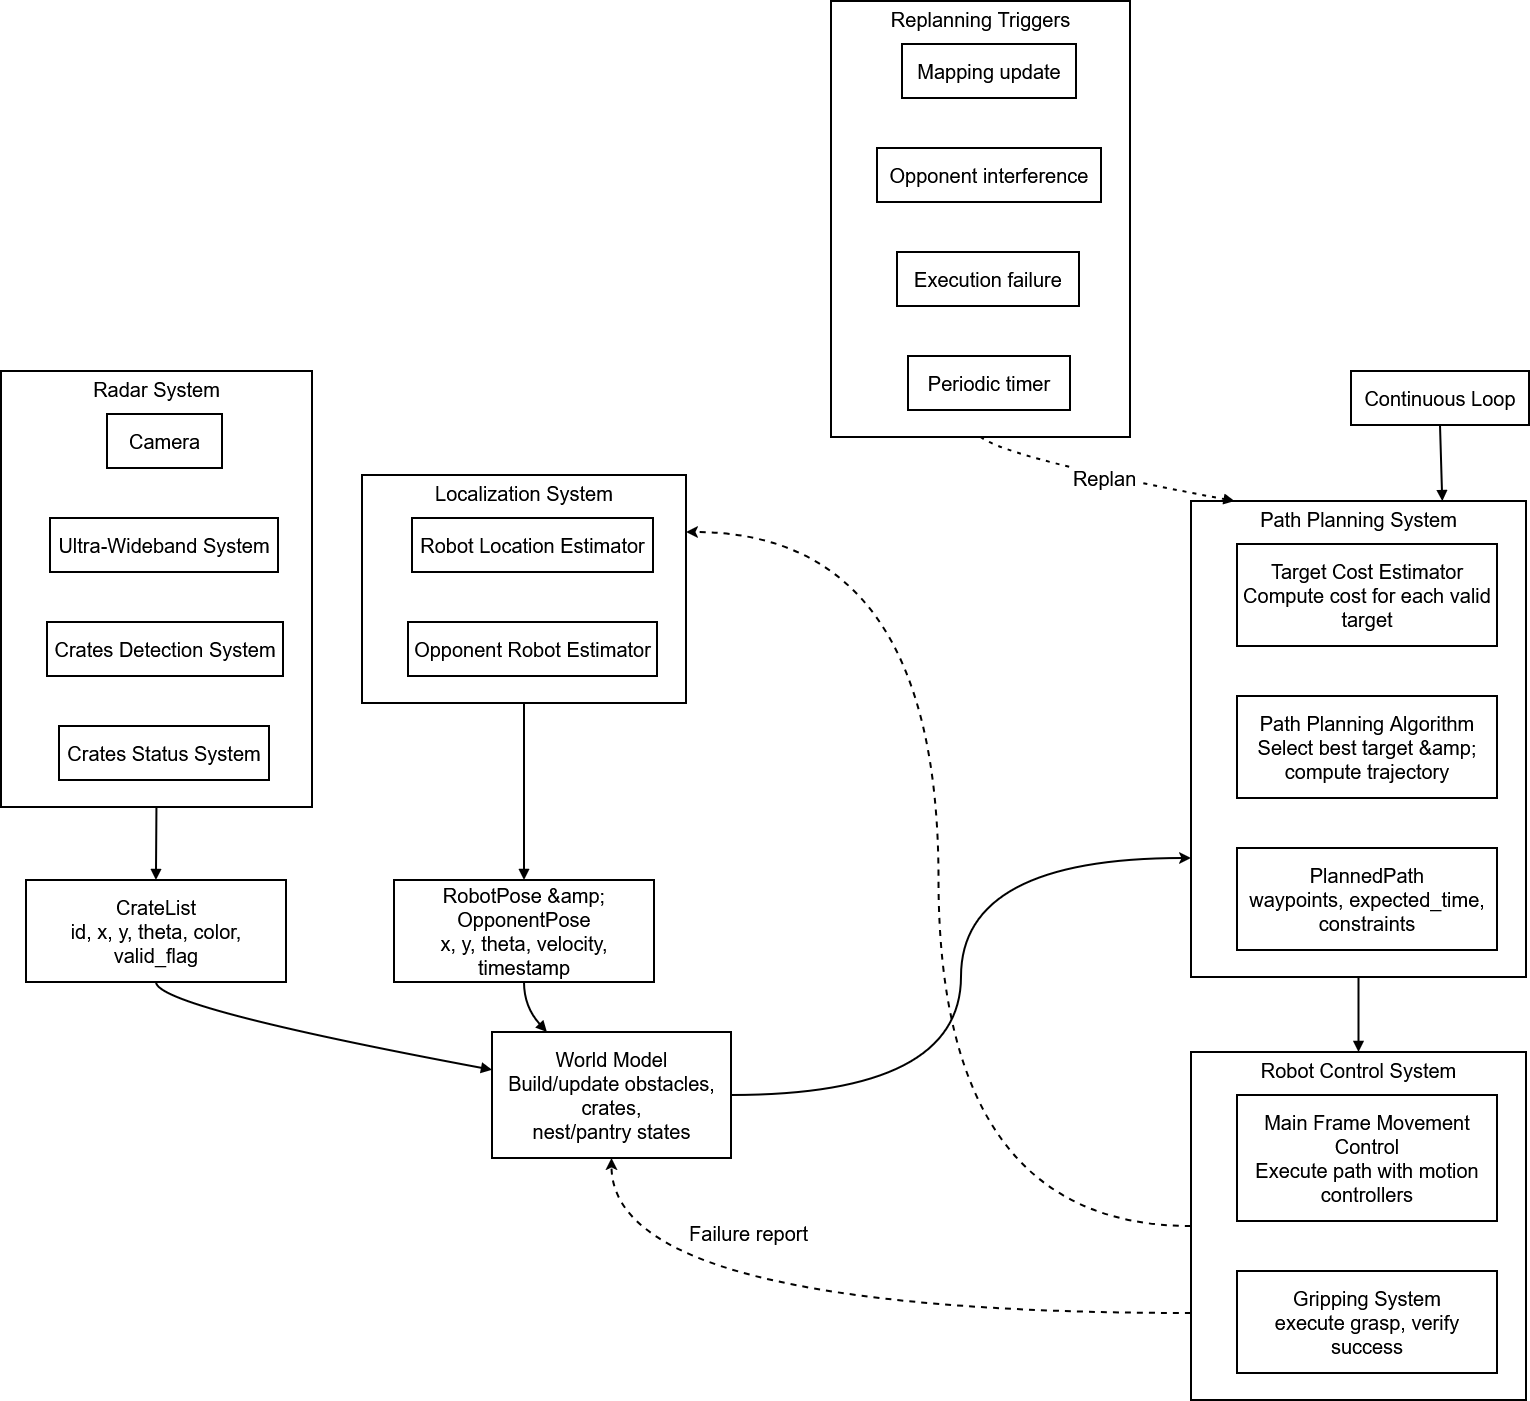 Replanning Triggers
Mapping update
Opponent interference
Execution failure
Periodic timer
Replan
Continuous Loop
Radar System
Camera
Ultra-Wideband System
Crates Detection System
Crates Status System
CrateList
id, x, y, theta, color,
valid_flag
Localization System
Robot Location Estimator
Opponent Robot Estimator
RobotPose &amp;
OpponentPose
x, y, theta, velocity,
timestamp
World Model
Build/update obstacles,
crates,
nest/pantry states
Failure report
Path Planning System
Target Cost Estimator
Compute cost for each valid
target
Path Planning Algorithm
Select best target &amp;
compute trajectory
PlannedPath
waypoints, expected_time,
constraints
Robot Control System
Main Frame Movement
Control
Execute path with motion
controllers
Gripping System
execute grasp, verify
success